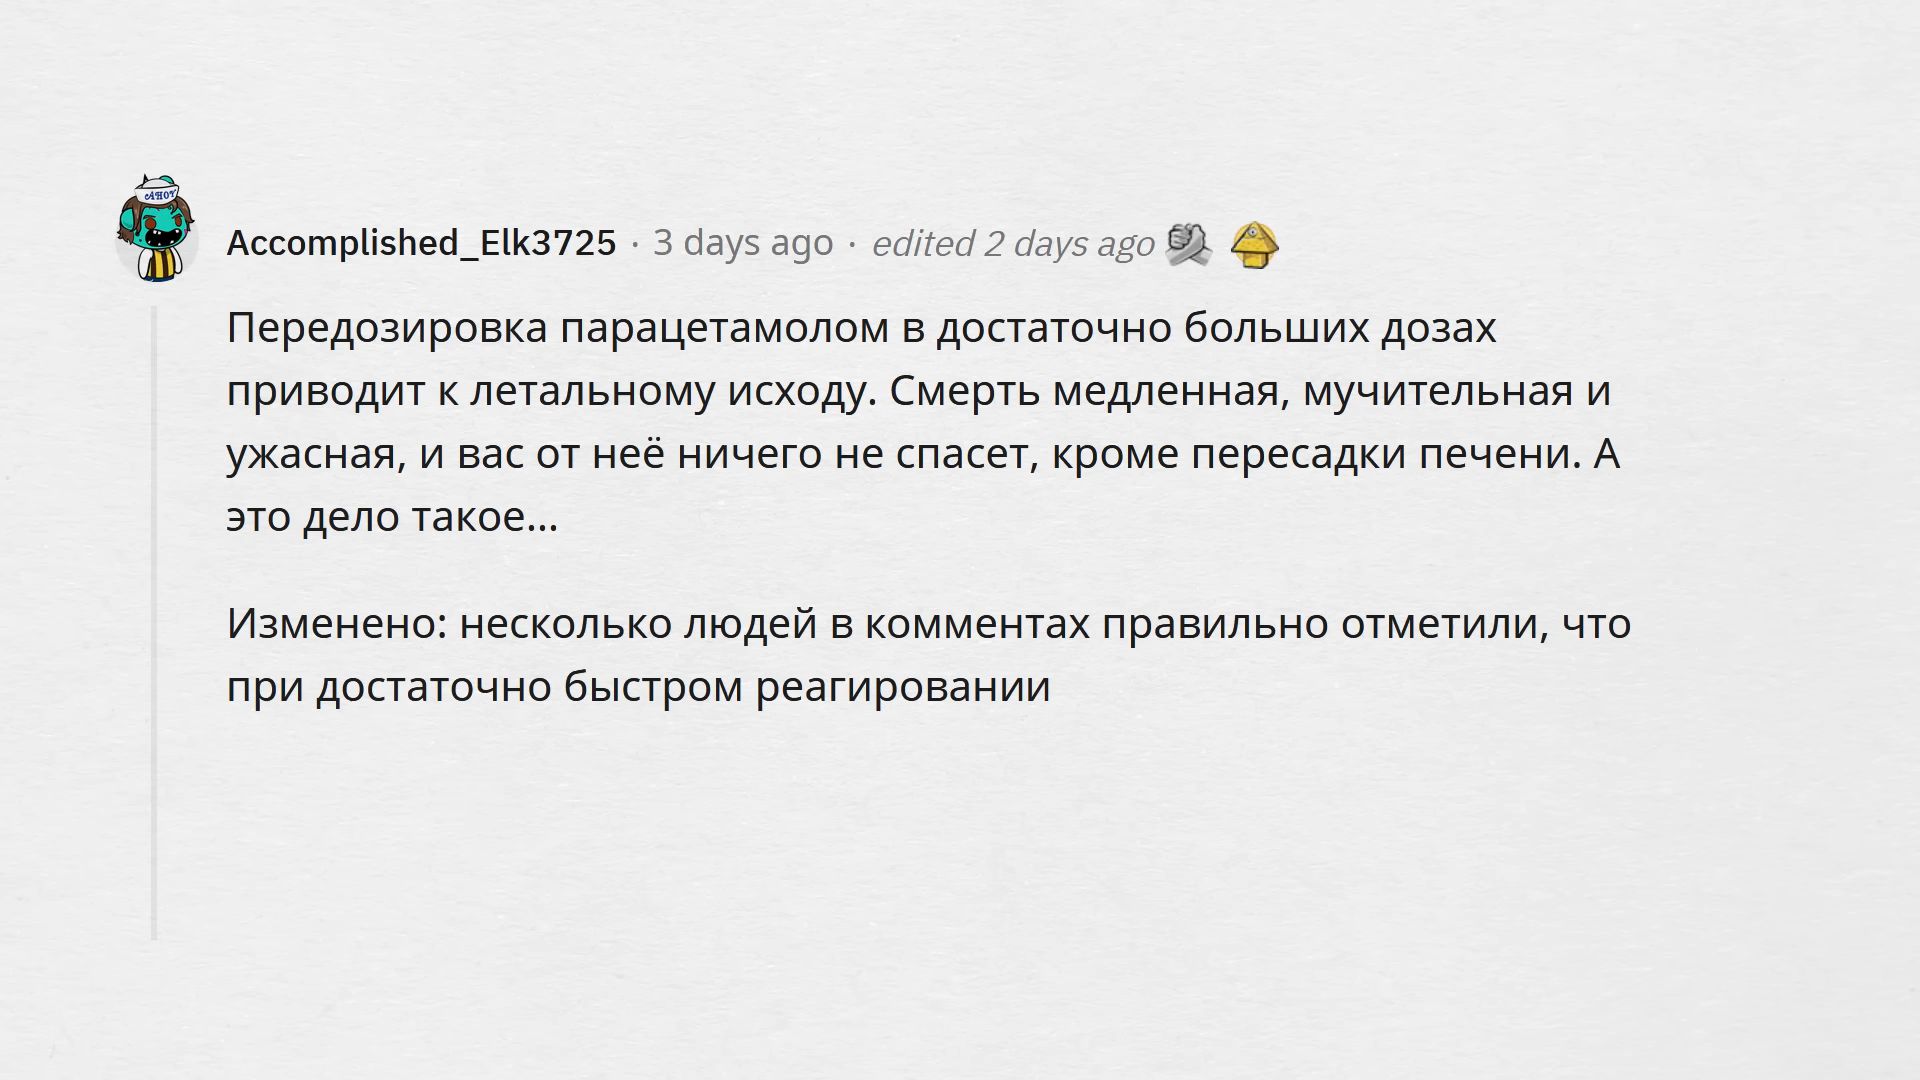 AHOY
Accomplished_Elk3725 · 3 days ago · edited 2 days ago
Передозировка парацетамолом в достаточно больших дозах
приводит к летальному исходу. Смерть медленная, мучительная и
ужасная, и вас от неё ничего не спасет, кроме пересадки печени. А
это дело такое...
Изменено: несколько людей в комментах правильно отметили, что
при достаточно быстром реагировании